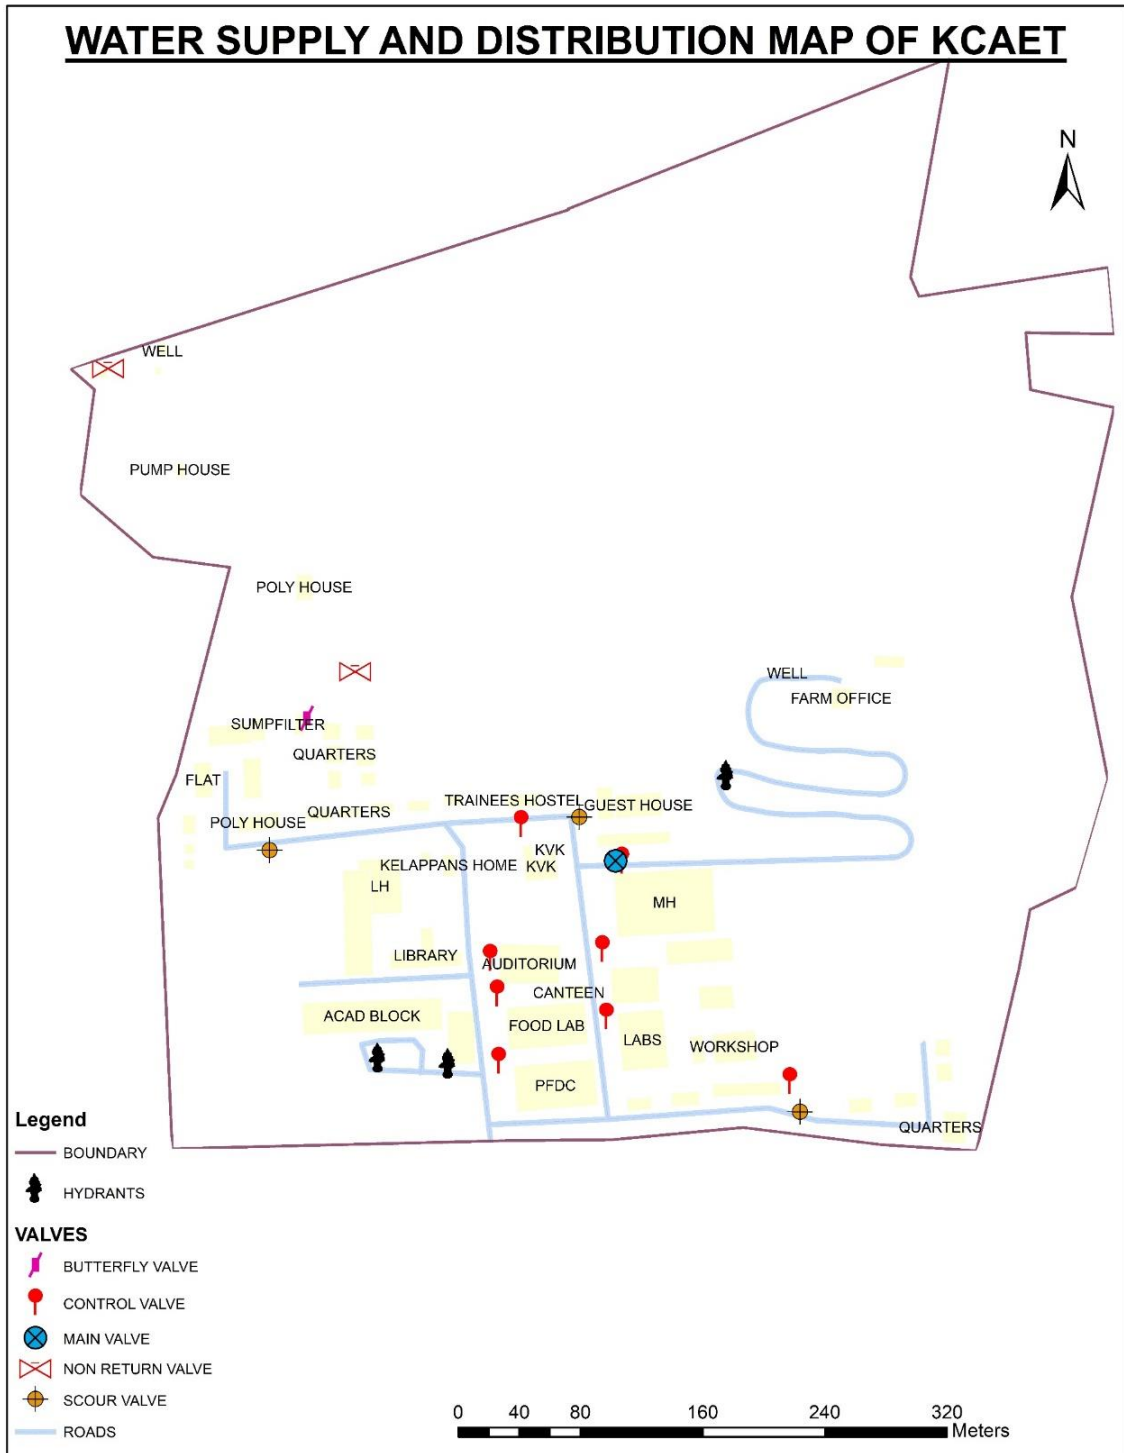 WATER SUPPLY AND DISTRIBUTION MAP OF KCAET
N
WELL
PUMP HOUSE
POLY HOUSE
WELL
FARM OFFICE
SUMPFILTER
QUARTERS
FLAT
TRAINEES HOSTEL
GUEST HOUSE
QUARTERS
POLY HOUSE
KVK
KELAPPANS HOME
KVK
LH
MH
LIBRARY
AUDITORIUM
CANTEEN
ACAD BLOCK
FOOD LAB
LABS
WORKSHOP
PFDC
QUARTERS
Legend
BOUNDARY
HYDRANTS
VALVES
BUTTERFLY VALVE
CONTROL VALVE
MAIN VALVE
NON RETURN VALVE
SCOUR VALVE
ROADS
0 40 80 160 240 320
Meters